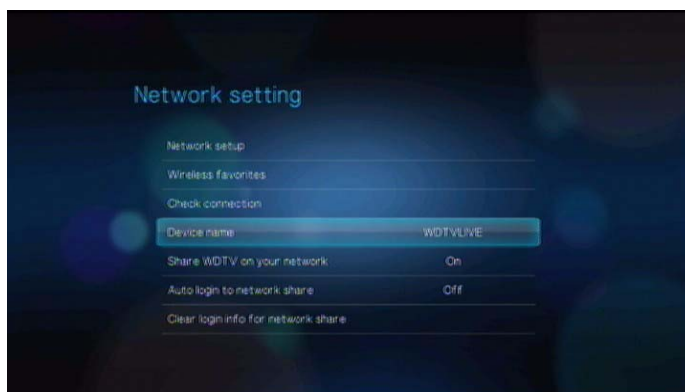 Network setting
Network setup
Wireless favorites
Check connection
Device name WDTVLIVE
Share WDTV on your network On
Auto login to network share Off
Clear login info for network share